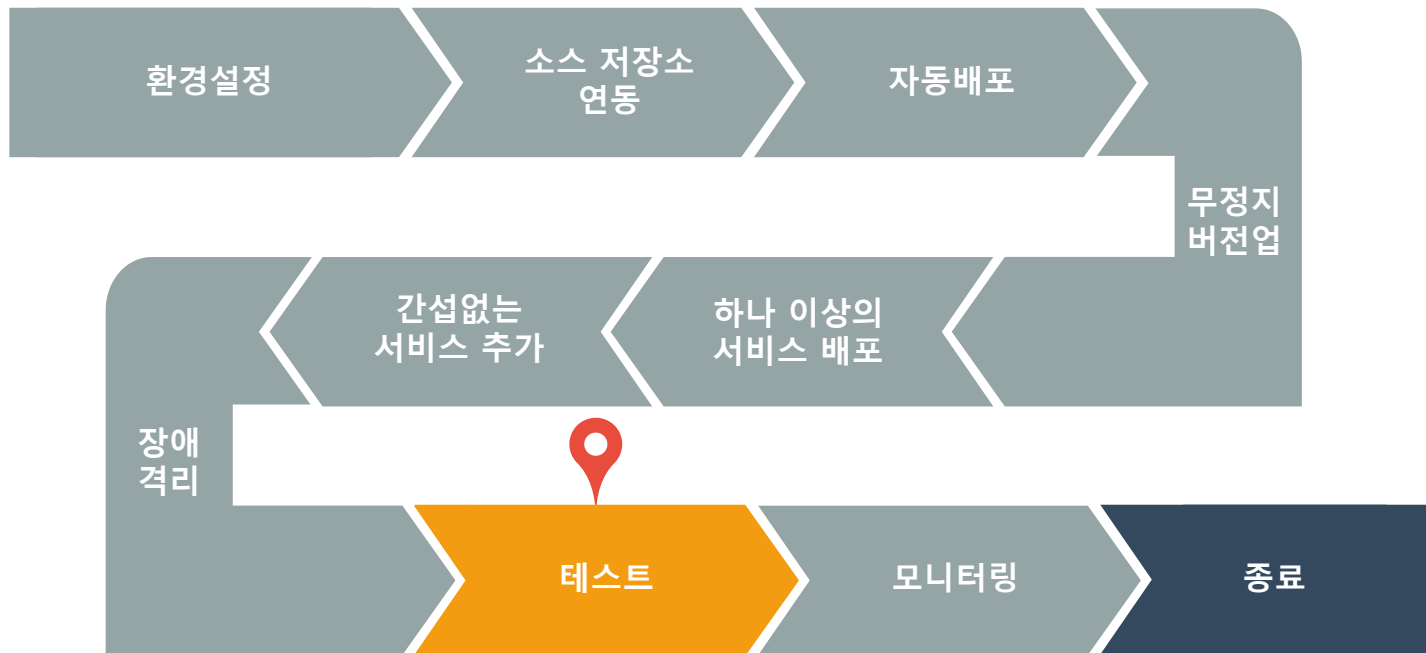 환경설정
소스 저장소
연동
자동배포
무정지
버전업
하나 이상의
서비스 배포
간섭없는
서비스 추가
장애
격리
테스트
모니터링
종료